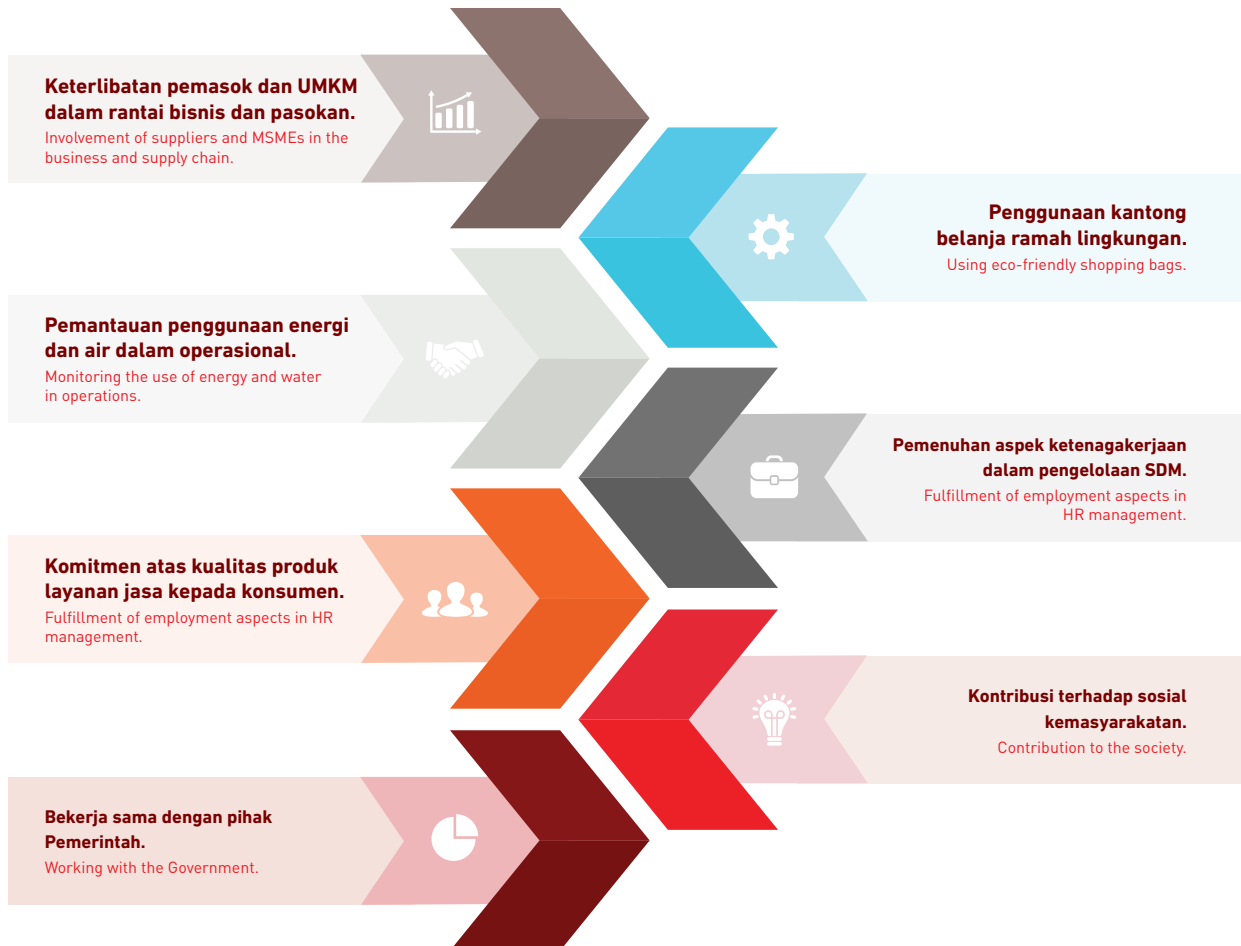 Keterlibatan pemasok dan UMKM
dalam rantai bisnis dan pasokan.
Involvement of suppliers and MSMEs in the
business and supply chain.
Penggunaan kantong
belanja ramah lingkungan.
Using eco-friendly shopping bags.
Pemantauan penggunaan energi
dan air dalam operasional.
Monitoring the use of energy and water
in operations.
Pemenuhan aspek ketenagakerjaan
dalam pengelolaan SDM.
Fulfillment of employment aspects in
HR management.
Komitmen atas kualitas produk
layanan jasa kepada konsumen.
Fulfillment of employment aspects in HR
management.
Kontribusi terhadap sosial
kemasyarakatan.
Contribution to the society.
Bekerja sama dengan pihak
Pemerintah.
Working with the Government.